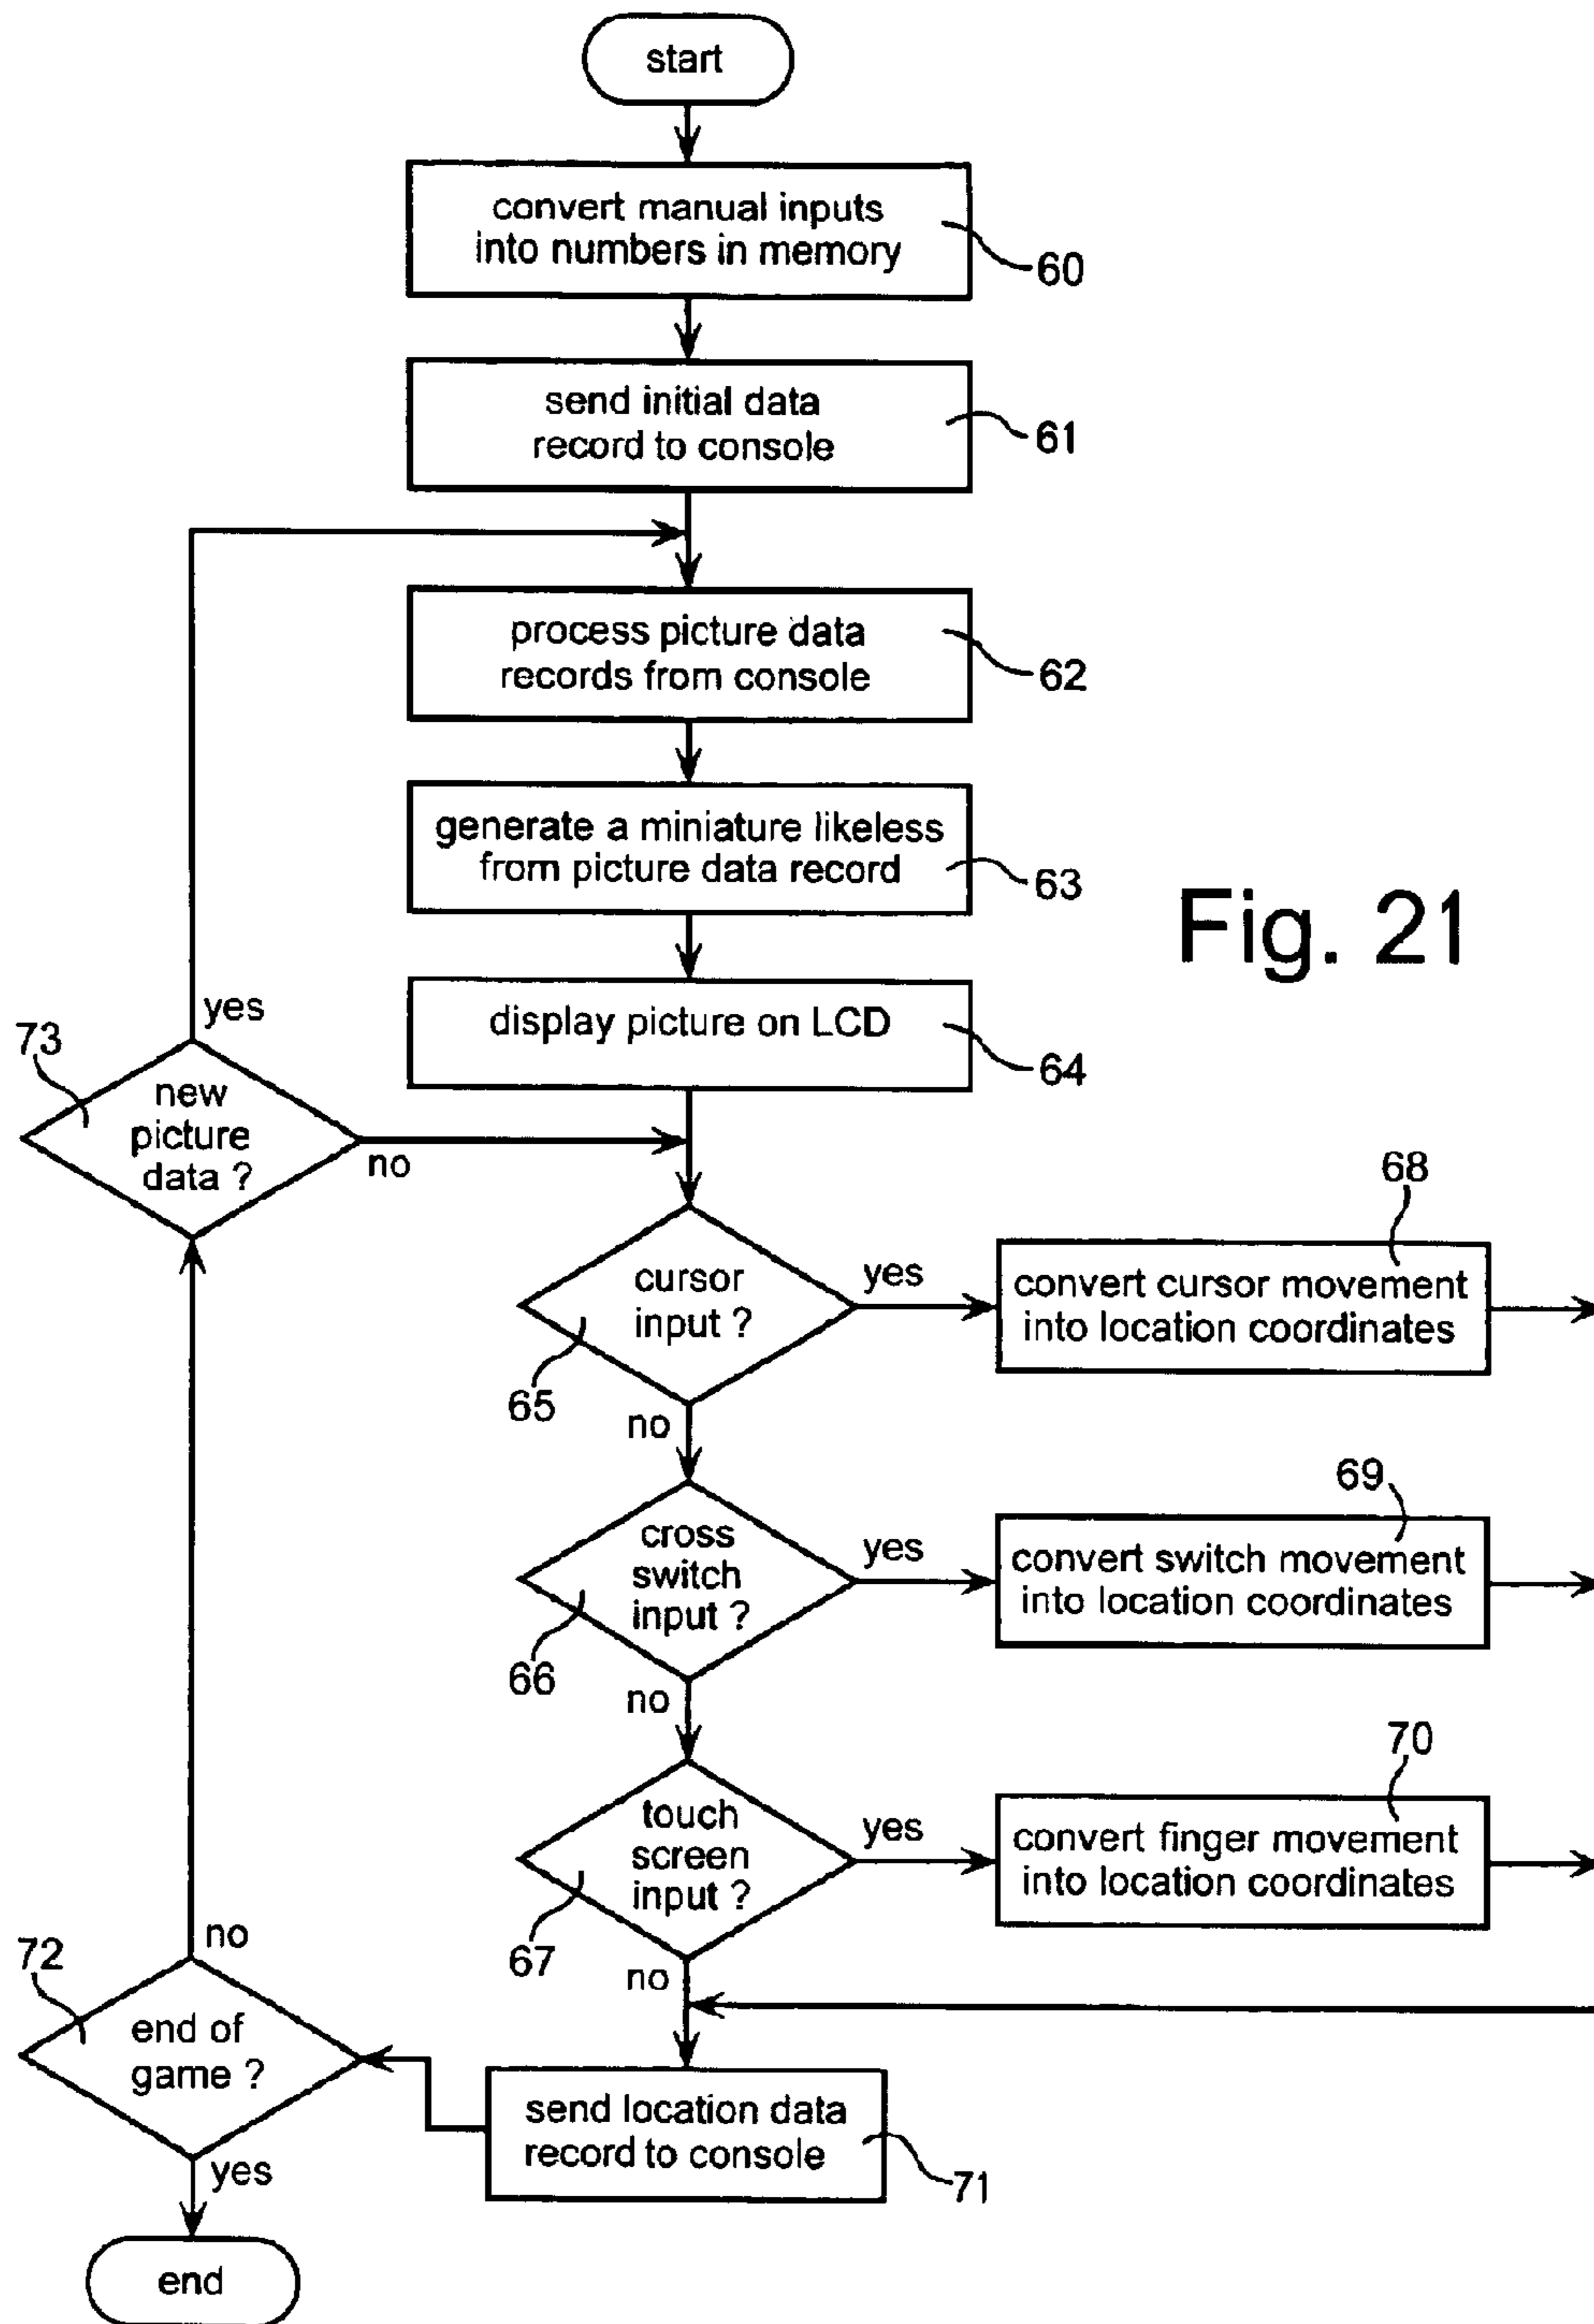 start
convert manual inputs
into numbers in memory
60
send initial data
record to console
61
process picture data
records from console
62
generate a miniature likeless
from picture data record
63
Fig. 21
display picture on LCD
64
yes
73
new
picture
data ?
no
cursor
input ?
65
yes
no
68
convert cursor movement
into location coordinates
cross
switch
input ?
66
yes
no
69
convert switch movement
into location coordinates
touch
screen
input ?
67
yes
no
70
convert finger movement
into location coordinates
send location data
record to console
71
no
72
end of
game ?
yes
end